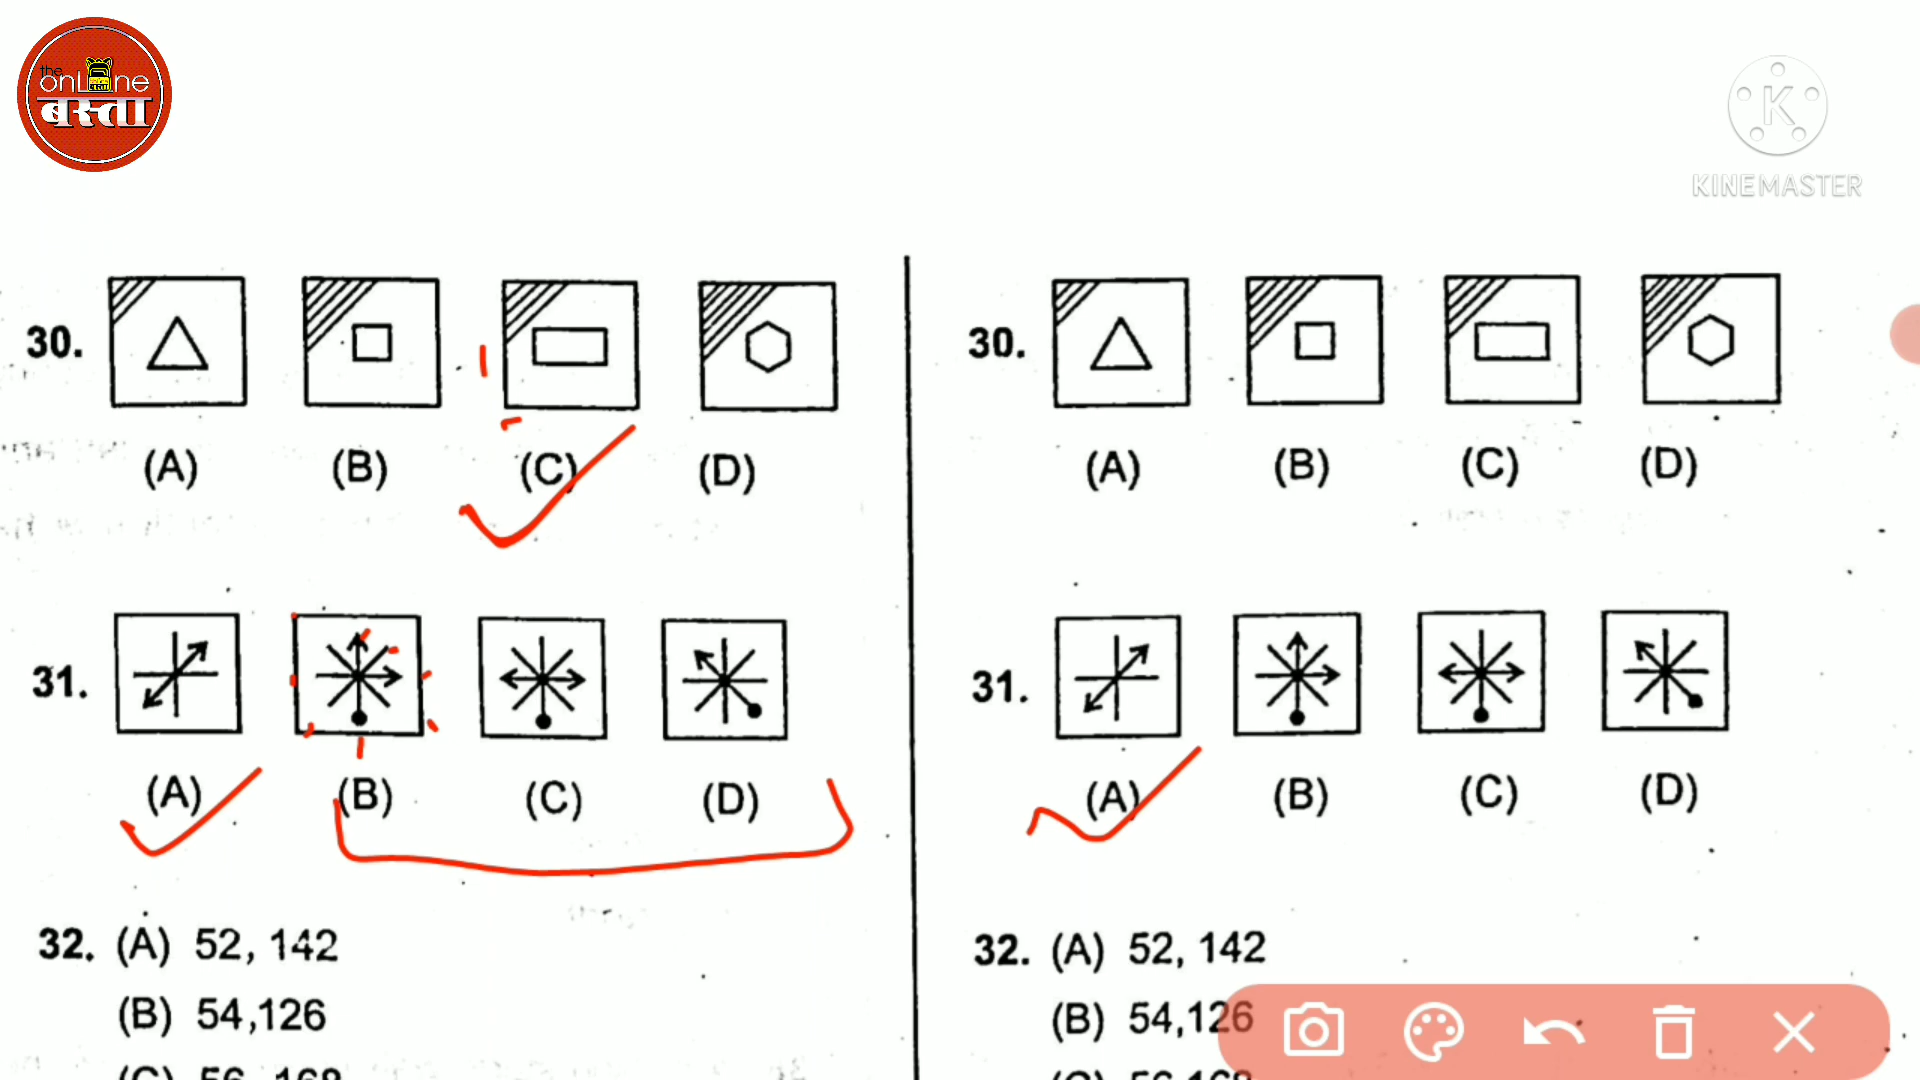 the
onLine
बस्ता
KINEMASTER
30.
(A) (B) (C) (D)
31.
(A) (B) (C) (D)
32. (A) 52, 142
(B) 54,126
30.
(A) (B) (C) (D)
31.
(A) (B) (C) (D)
32. (A) 52, 142
(B) 54,126